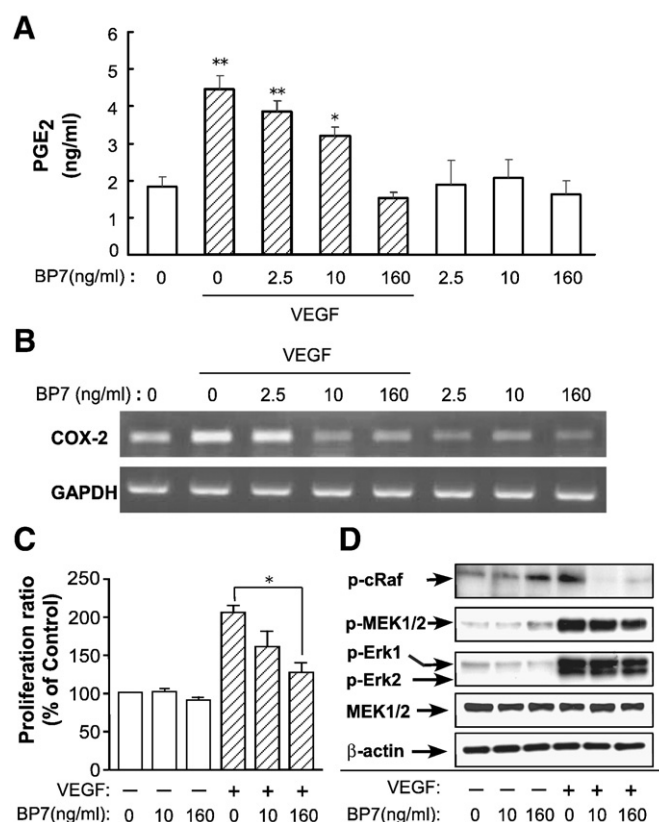 A
PGE2
(ng/ml)
6
5
4
3
2
1
0
**
**
*
BP7(ng/ml) : 0 0 2.5 10 160 2.5 10 160
VEGF
B
VEGF
BP7 (ng/ml) : 0 0 2.5 10 160 2.5 10 160
COX-2
GAPDH
C
Proliferation ratio
(% of Control)
250
200
150
100
50
0
*
VEGF: – – – + + +
BP7(ng/ml) 0 10 160 0 10 160
D
p-cRaf
p-MEK1/2
p-Erk1
p-Erk2
MEK1/2
β-actin
VEGF: – – – + + +
BP7(ng/ml) 0 10 160 0 10 160